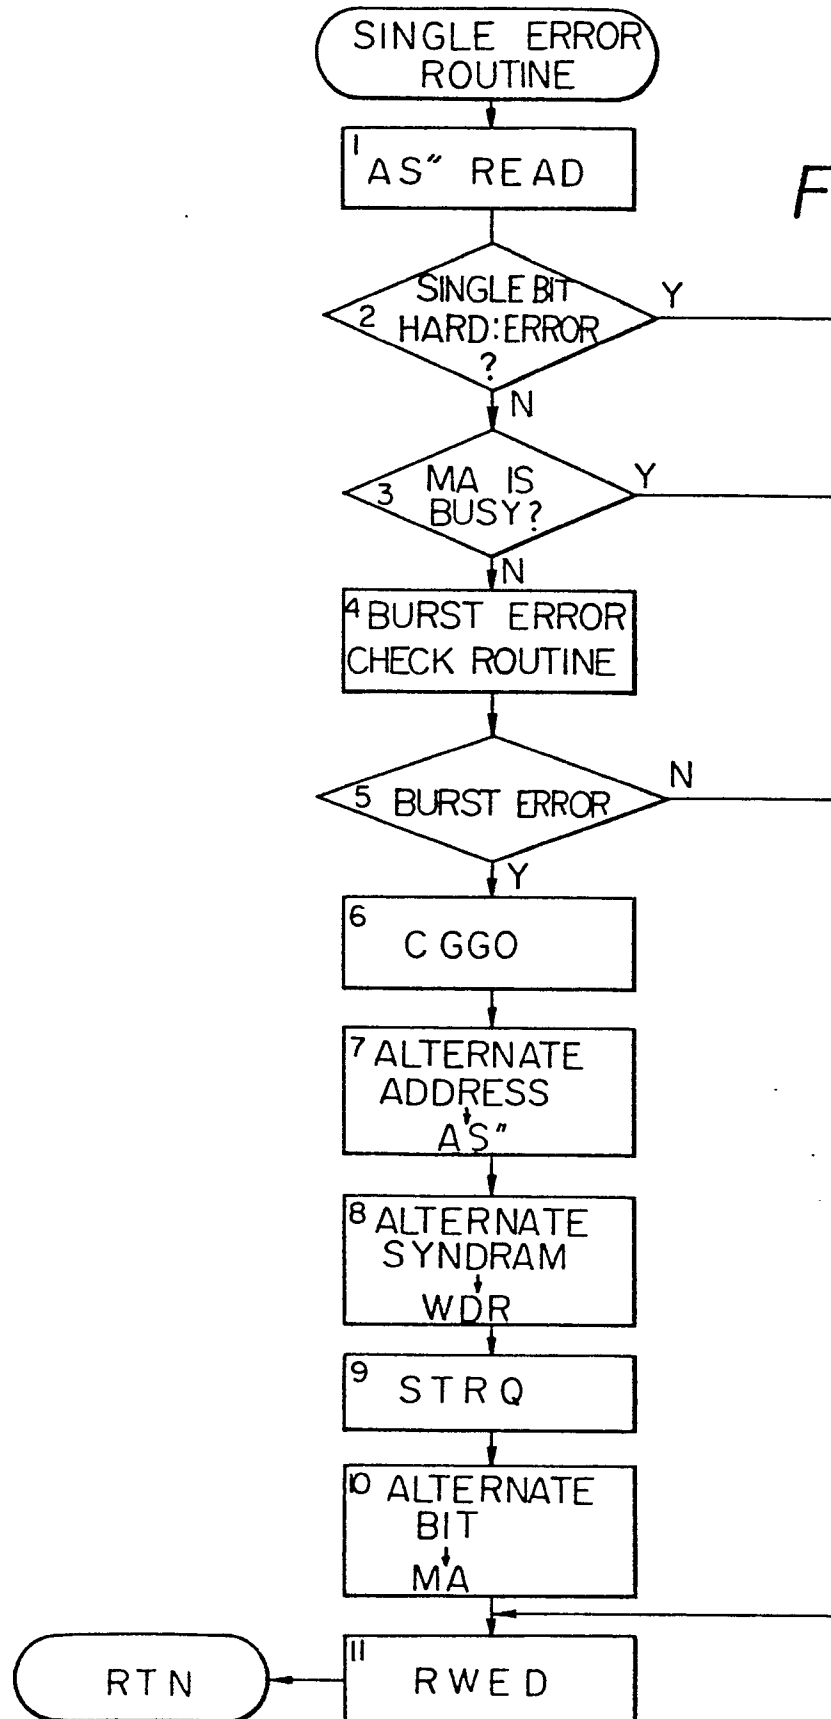 SINGLE ERROR
ROUTINE
1
AS" READ
F
2
SINGLE BIT
HARD:ERROR
?
Y
N
3
MA IS
BUSY?
Y
N
4 BURST ERROR
CHECK ROUTINE
5 BURST ERROR
N
Y
6
CGGO
7 ALTERNATE
ADDRESS
AS"
8 ALTERNATE
SYNDRAM
WDR
9
STRQ
10 ALTERNATE
BIT
MA
11
RWED
RTN